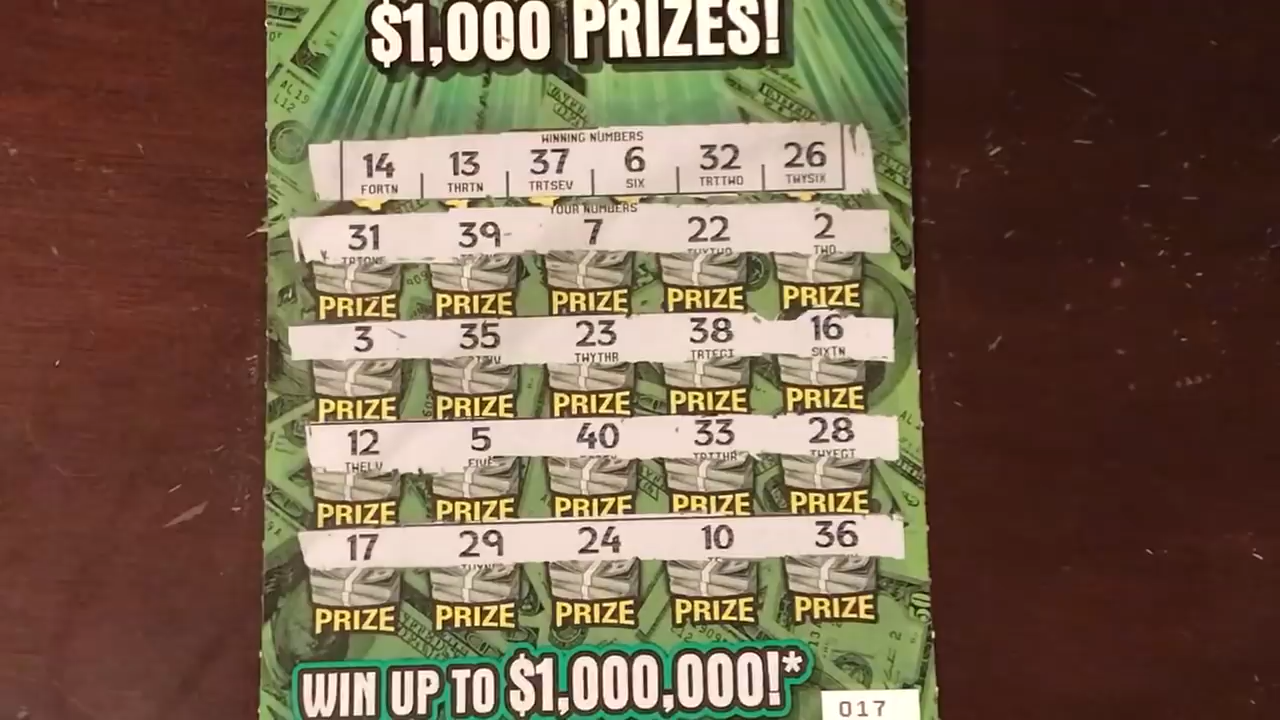 $1,000 PRIZES!
WINNING NUMBERS
14 13 37 6 32 26
FORTN THRTN TRTSEV SIX TRTTWO TWYSIX
YOUR NUMBERS
31 39 7 22 2
TRTONE TWYTWO TWO
PRIZE PRIZE PRIZE PRIZE PRIZE
3 35 23 38 16
TWYTHR TRTEGT SIXTN
PRIZE PRIZE PRIZE PRIZE PRIZE
12 5 40 33 28
THELV FIVE TRTTHR TWYEGT
PRIZE PRIZE PRIZE PRIZE PRIZE
17 29 24 10 36
PRIZE PRIZE PRIZE PRIZE PRIZE
WIN UP TO $1,000,000!*
017